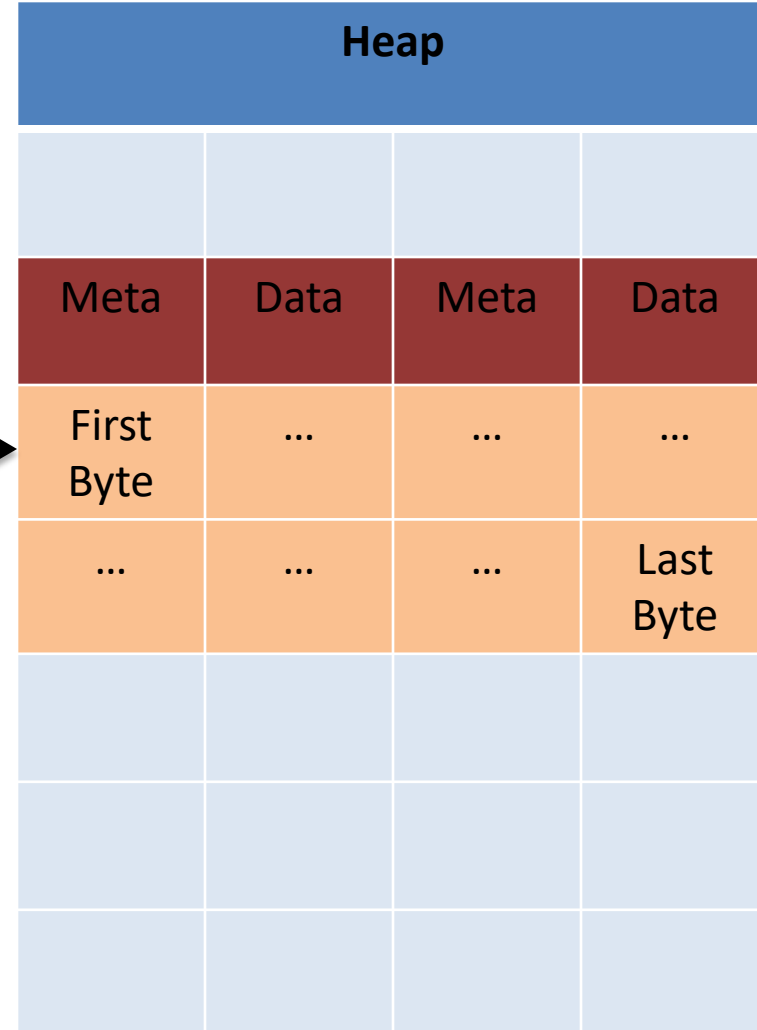 Heap
Meta Data Meta Data
First Byte ... ... ...
... ... ... Last Byte